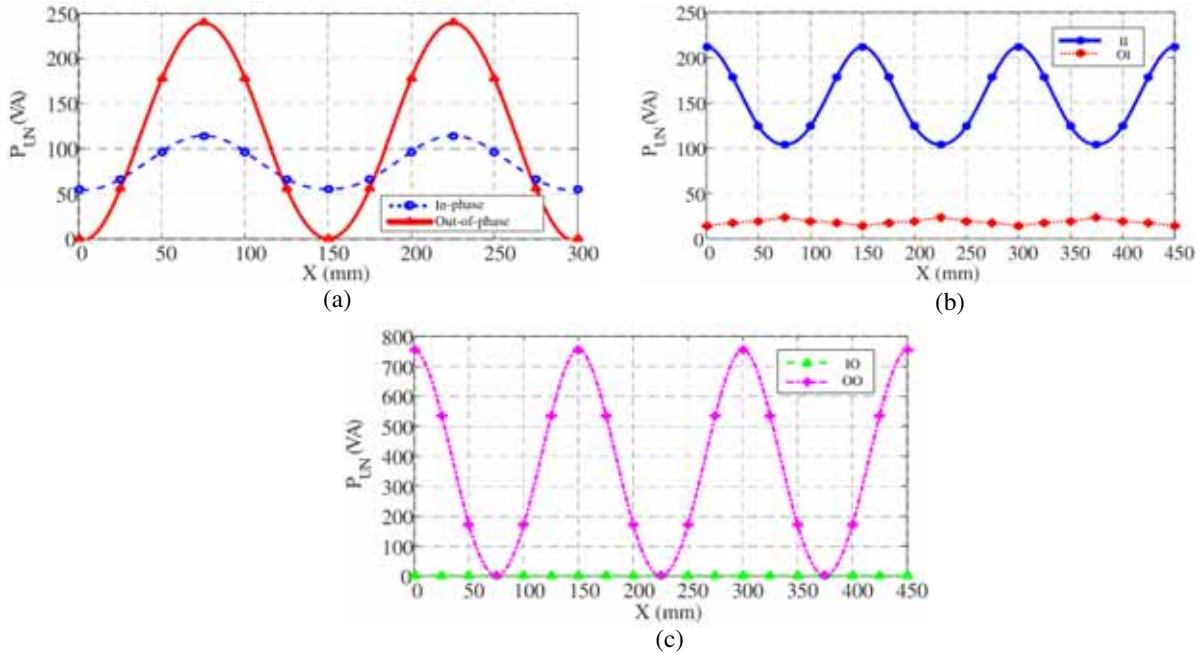 250
200
150
100
50
0
P_UN (VA)
In-phase
Out-of-phase
0 50 100 150 200 250 300
X (mm)
(a)
250
200
150
100
50
0
P_UN (VA)
II
OI
0 50 100 150 200 250 300 350 400 450
X (mm)
(b)
800
700
600
500
400
300
200
100
0
P_UN (VA)
IO
OO
0 50 100 150 200 250 300 350 400 450
X (mm)
(c)